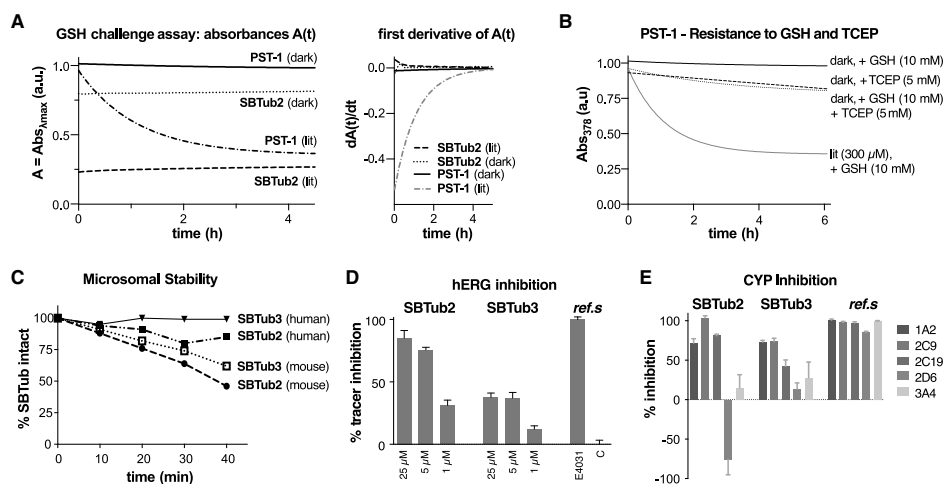 A
GSH challenge assay: absorbances A(t)
A = Absλmax (a.u.)
1.0
0.5
0.0
0
2
4
time (h)
PST-1 (dark)
SBTub2 (dark)
PST-1 (lit)
SBTub2 (lit)
first derivative of A(t)
dA(t)/dt
0.0
-0.2
-0.4
0
2
4
time (h)
SBTub2 (lit)
SBTub2 (dark)
PST-1 (dark)
PST-1 (lit)
B
PST-1 - Resistance to GSH and TCEP
Abs378 (a.u)
1.00
0.75
0.50
0.25
0.00
0
2
4
6
time (h)
dark, + GSH (10 mM)
dark, + TCEP (5 mM)
dark, + GSH (10 mM)
+ TCEP (5 mM)
lit (300 µM),
+ GSH (10 mM)
C
Microsomal Stability
% SBTub intact
100
75
50
25
0
0
10
20
30
40
time (min)
SBTub3 (human)
SBTub2 (human)
SBTub3 (mouse)
SBTub2 (mouse)
D
hERG inhibition
SBTub2
SBTub3
ref.s
% tracer inhibition
100
50
0
25 µM
5 µM
1 µM
25 µM
5 µM
1 µM
E4031
C
E
CYP Inhibition
SBTub2
SBTub3
ref.s
% inhibition
100
50
0
-50
-100
1A2
2C9
2C19
2D6
3A4